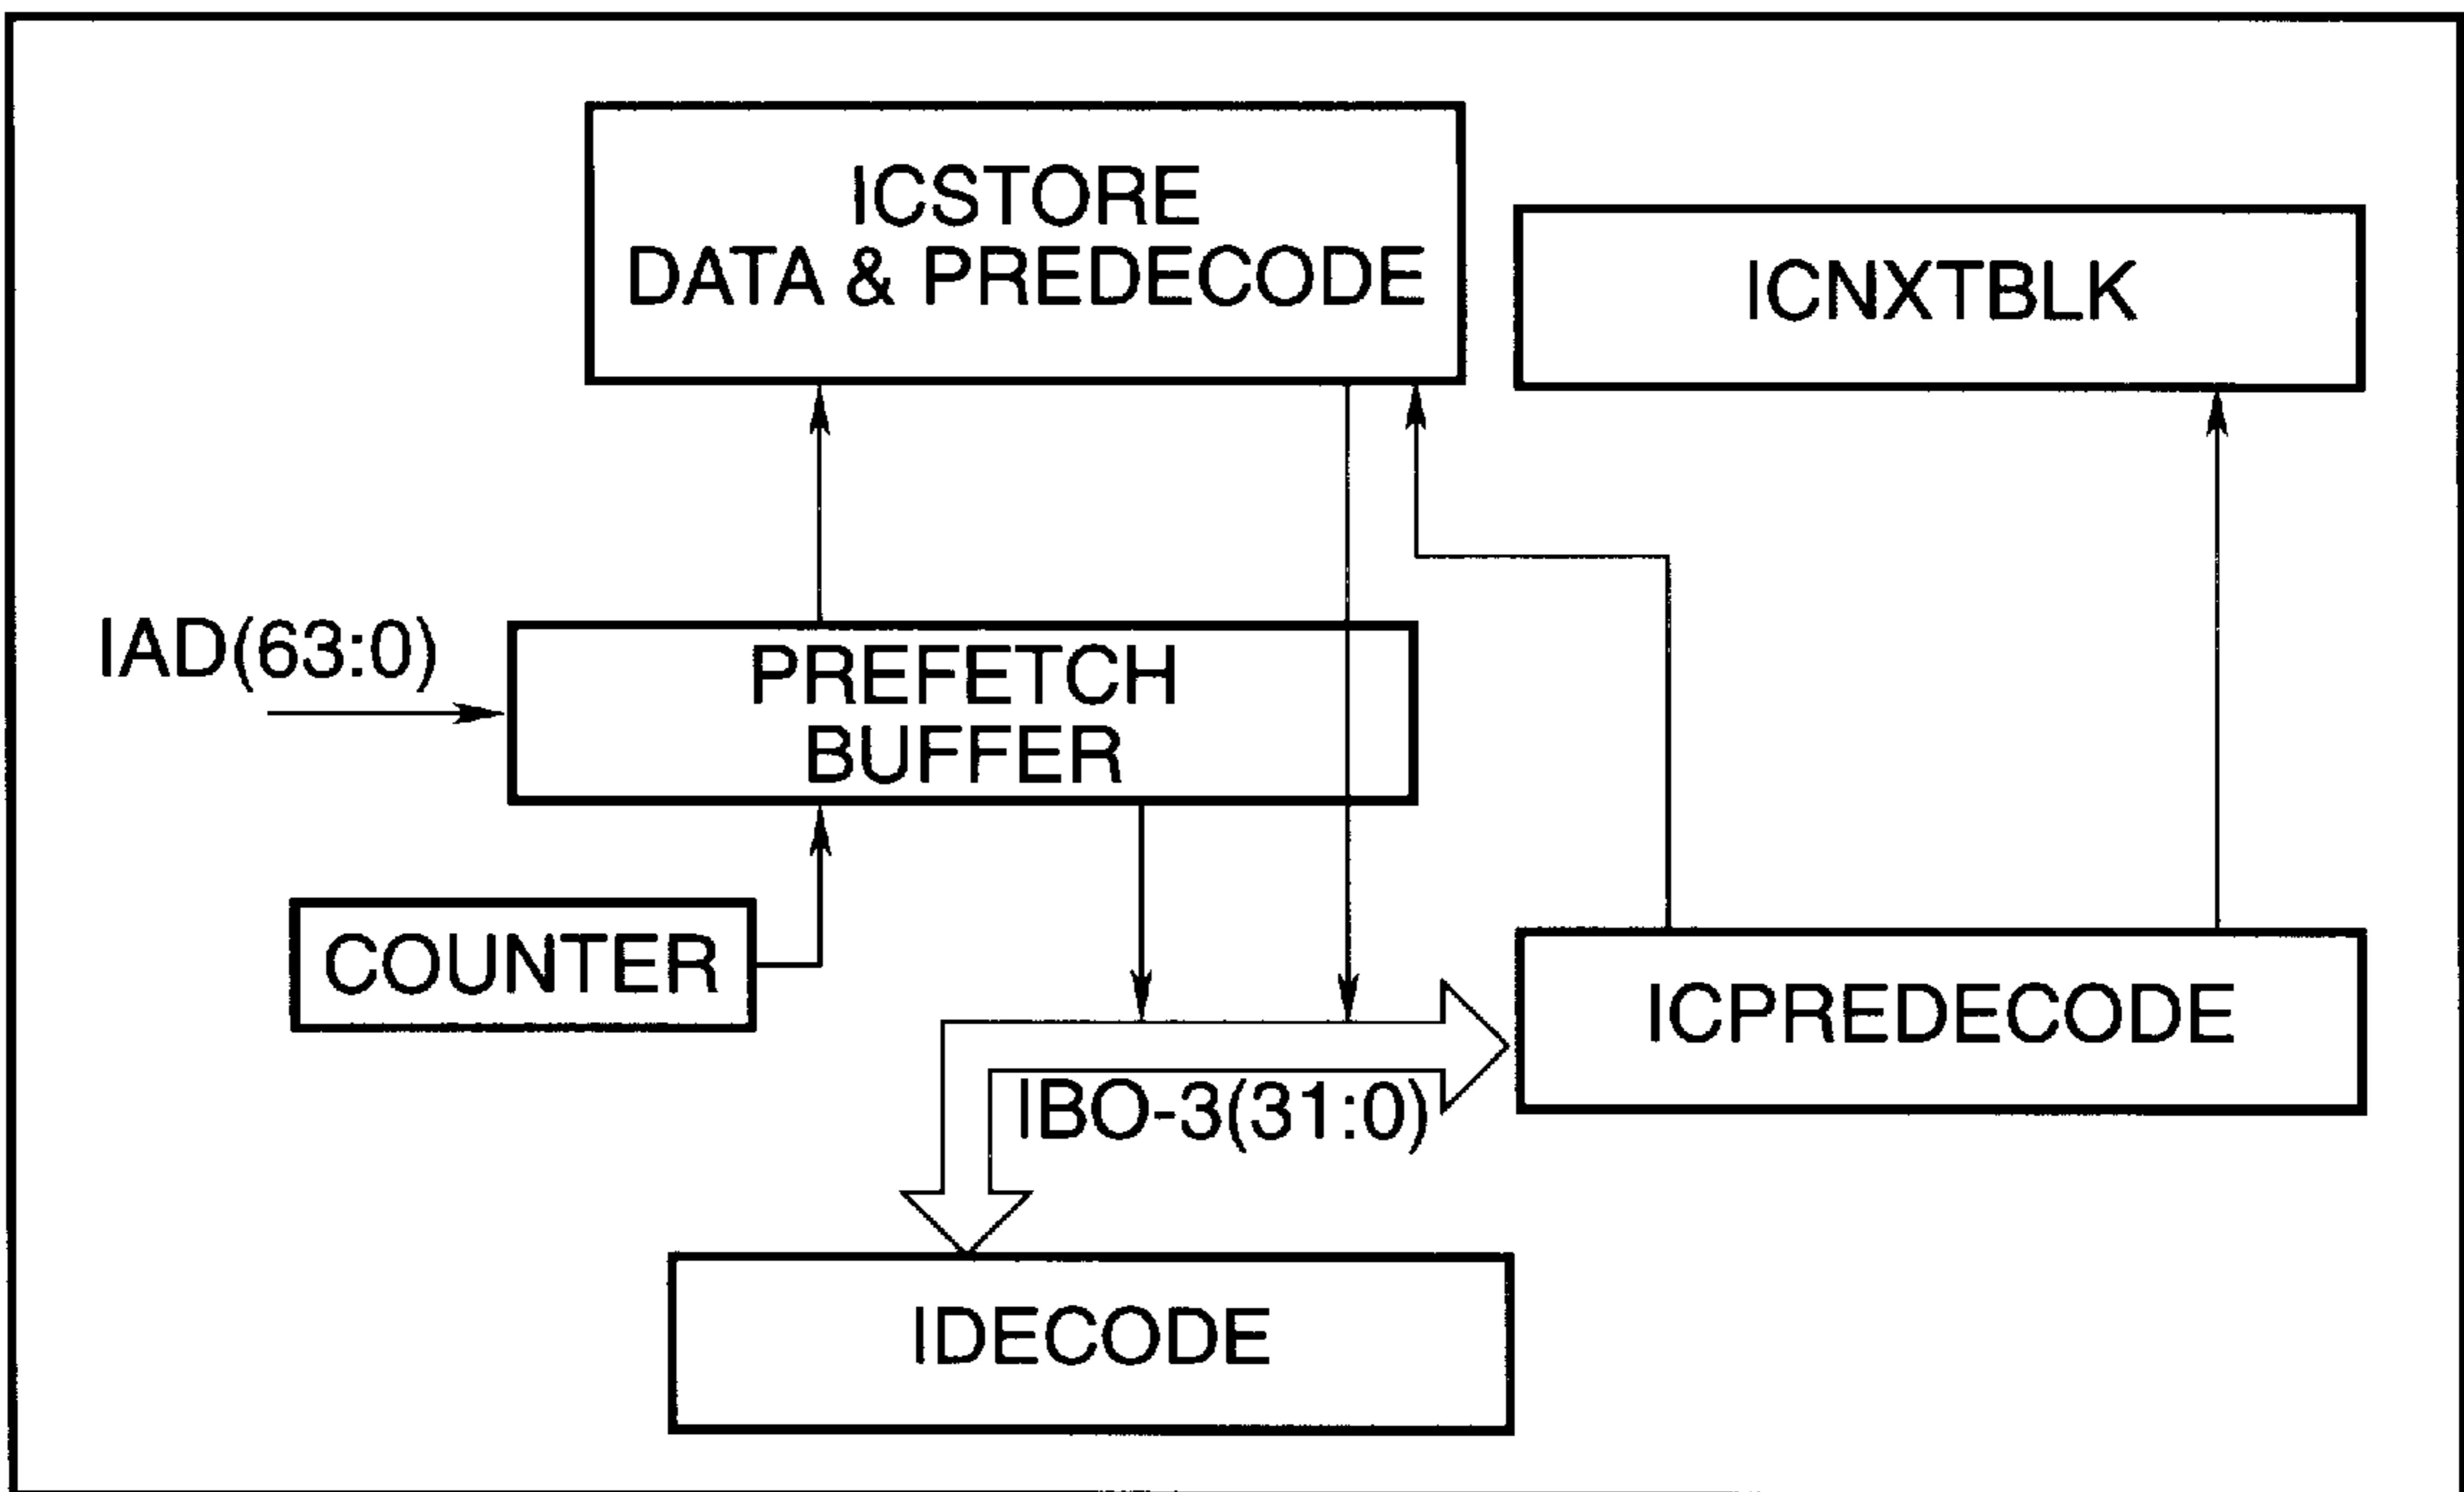 ICSTORE
DATA & PREDECODE
ICNXTBLK
IAD(63:0)
PREFETCH
BUFFER
COUNTER
ICPREDECODE
IBO-3(31:0)
IDECODE